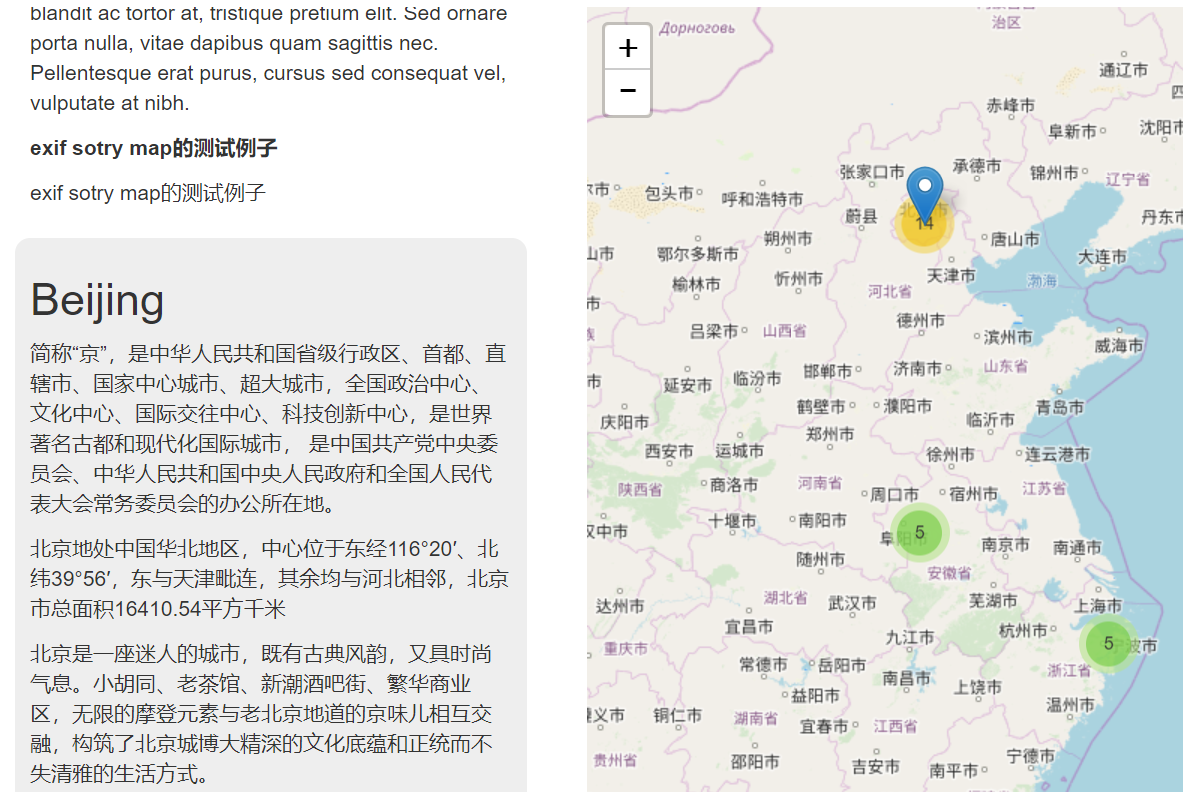 blandit ac tortor at, tristique pretium elit. Sed ornare
porta nulla, vitae dapibus quam sagittis nec.
Pellentesque erat purus, cursus sed consequat vel,
vulputate at nibh.
exif sotry map的测试例子
exif sotry map的测试例子
Beijing
简称“京”，是中华人民共和国省级行政区、首都、直
辖市、国家中心城市、超大城市，全国政治中心、
文化中心、国际交往中心、科技创新中心，是世界
著名古都和现代化国际城市， 是中国共产党中央委
员会、中华人民共和国中央人民政府和全国人民代
表大会常务委员会的办公所在地。
北京地处中国华北地区，中心位于东经116°20′、北
纬39°56′，东与天津毗连，其余均与河北相邻，北京
市总面积16410.54平方千米
北京是一座迷人的城市，既有古典风韵，又具时尚
气息。小胡同、老茶馆、新潮酒吧街、繁华商业
区，无限的摩登元素与老北京地道的京味儿相互交
融，构筑了北京城博大精深的文化底蕴和正统而不
失清雅的生活方式。
+
−
Дорноговь
治区
通辽市
赤峰市
阜新市
沈阳市
张家口市
承德市
锦州市
辽宁省
包头市
呼和浩特市
蔚县
14
丹东市
朔州市
唐山市
鄂尔多斯市
大连市
忻州市
天津市
渤海
榆林市
河北省
德州市
吕梁市
山西省
滨州市
威海市
延安市
临汾市
邯郸市
济南市
山东省
鹤壁市
濮阳市
青岛市
庆阳市
临沂市
郑州市
西安市
运城市
徐州市
连云港市
陕西省
商洛市
河南省
周口市
宿州市
江苏省
十堰市
南阳市
5
汉中市
南京市
南通市
随州市
安徽省
达州市
湖北省
武汉市
芜湖市
上海市
宜昌市
九江市
杭州市
5
宁波市
重庆市
常德市
岳阳市
南昌市
浙江省
上饶市
益阳市
温州市
遵义市
铜仁市
湖南省
宜春市
江西省
贵州省
邵阳市
吉安市
南平市
宁德市